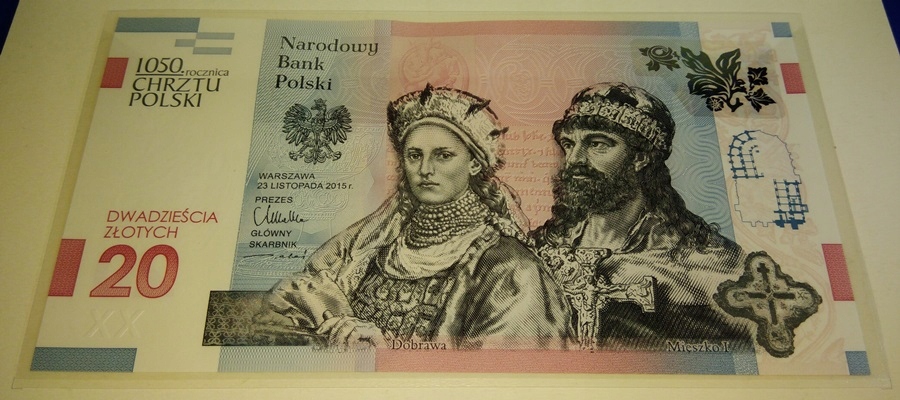 1050. rocznica
CHRZTU
POLSKI
Narodowy
Bank
Polski
WARSZAWA
23 LISTOPADA 2015 r.
PREZES
GŁÓWNY
SKARBNIK
DWADZIEŚCIA
ZŁOTYCH
20
XX
Dobrawa
Mieszko I